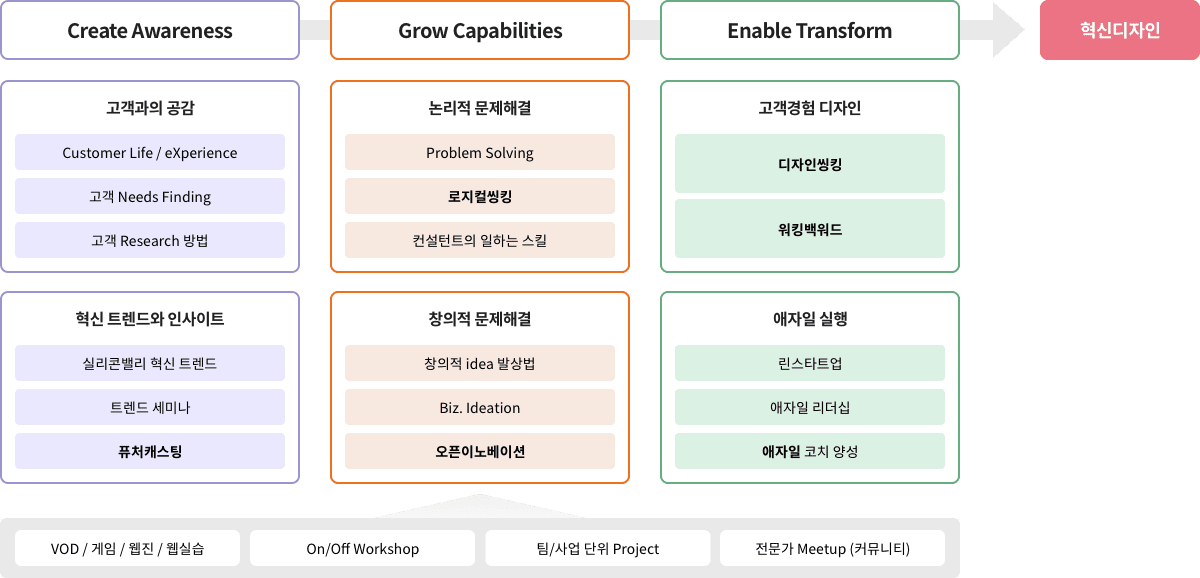 Create Awareness
Grow Capabilities
Enable Transform
혁신디자인
고객과의 공감
Customer Life / eXperience
고객 Needs Finding
고객 Research 방법
논리적 문제해결
Problem Solving
로지컬씽킹
컨설턴트의 일하는 스킬
고객경험 디자인
디자인씽킹
워킹백워드
혁신 트렌드와 인사이트
실리콘밸리 혁신 트렌드
트렌드 세미나
퓨처캐스팅
창의적 문제해결
창의적 idea 발상법
Biz. Ideation
오픈이노베이션
애자일 실행
린스타트업
애자일 리더십
애자일 코치 양성
VOD / 게임 / 웹진 / 웹실습
On/Off Workshop
팀/사업 단위 Project
전문가 Meetup (커뮤니티)